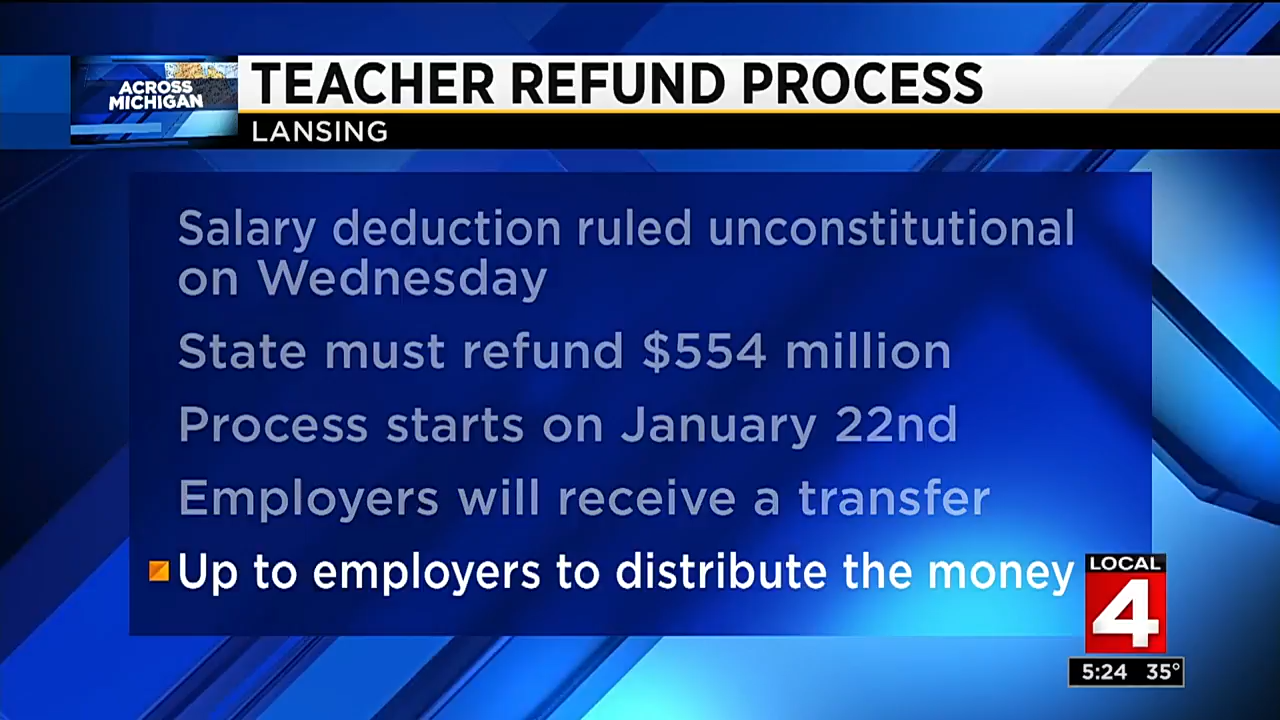 ACROSS
MICHIGAN
TEACHER REFUND PROCESS
LANSING
Salary deduction ruled unconstitutional
on Wednesday
State must refund $554 million
Process starts on January 22nd
Employers will receive a transfer
Up to employers to distribute the money
LOCAL
4
5:24 35°